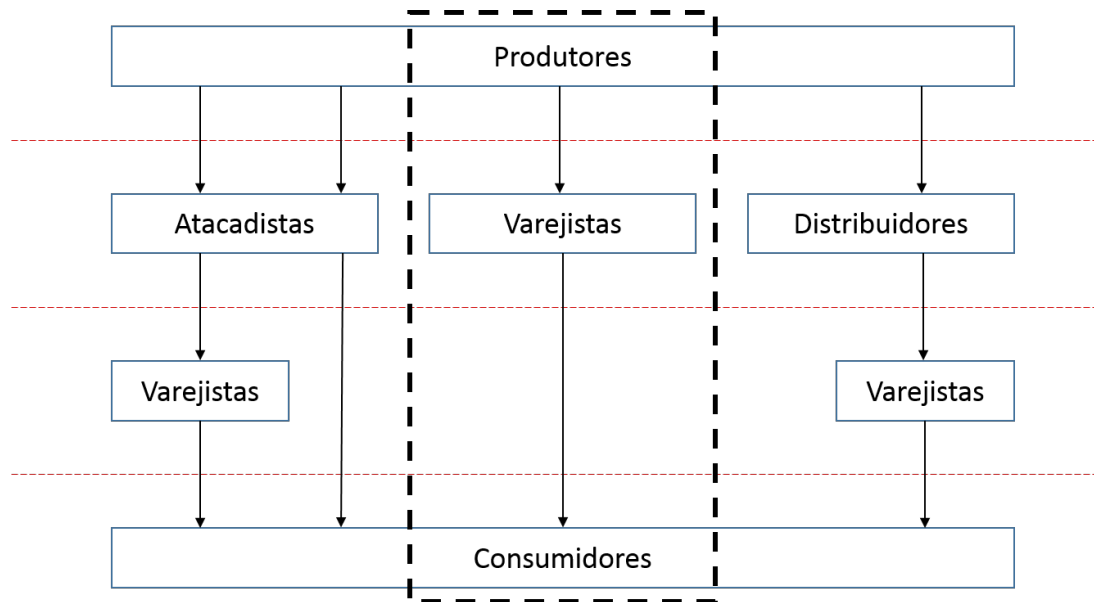 Produtores
Atacadistas
Varejistas
Distribuidores
Varejistas
Varejistas
Consumidores